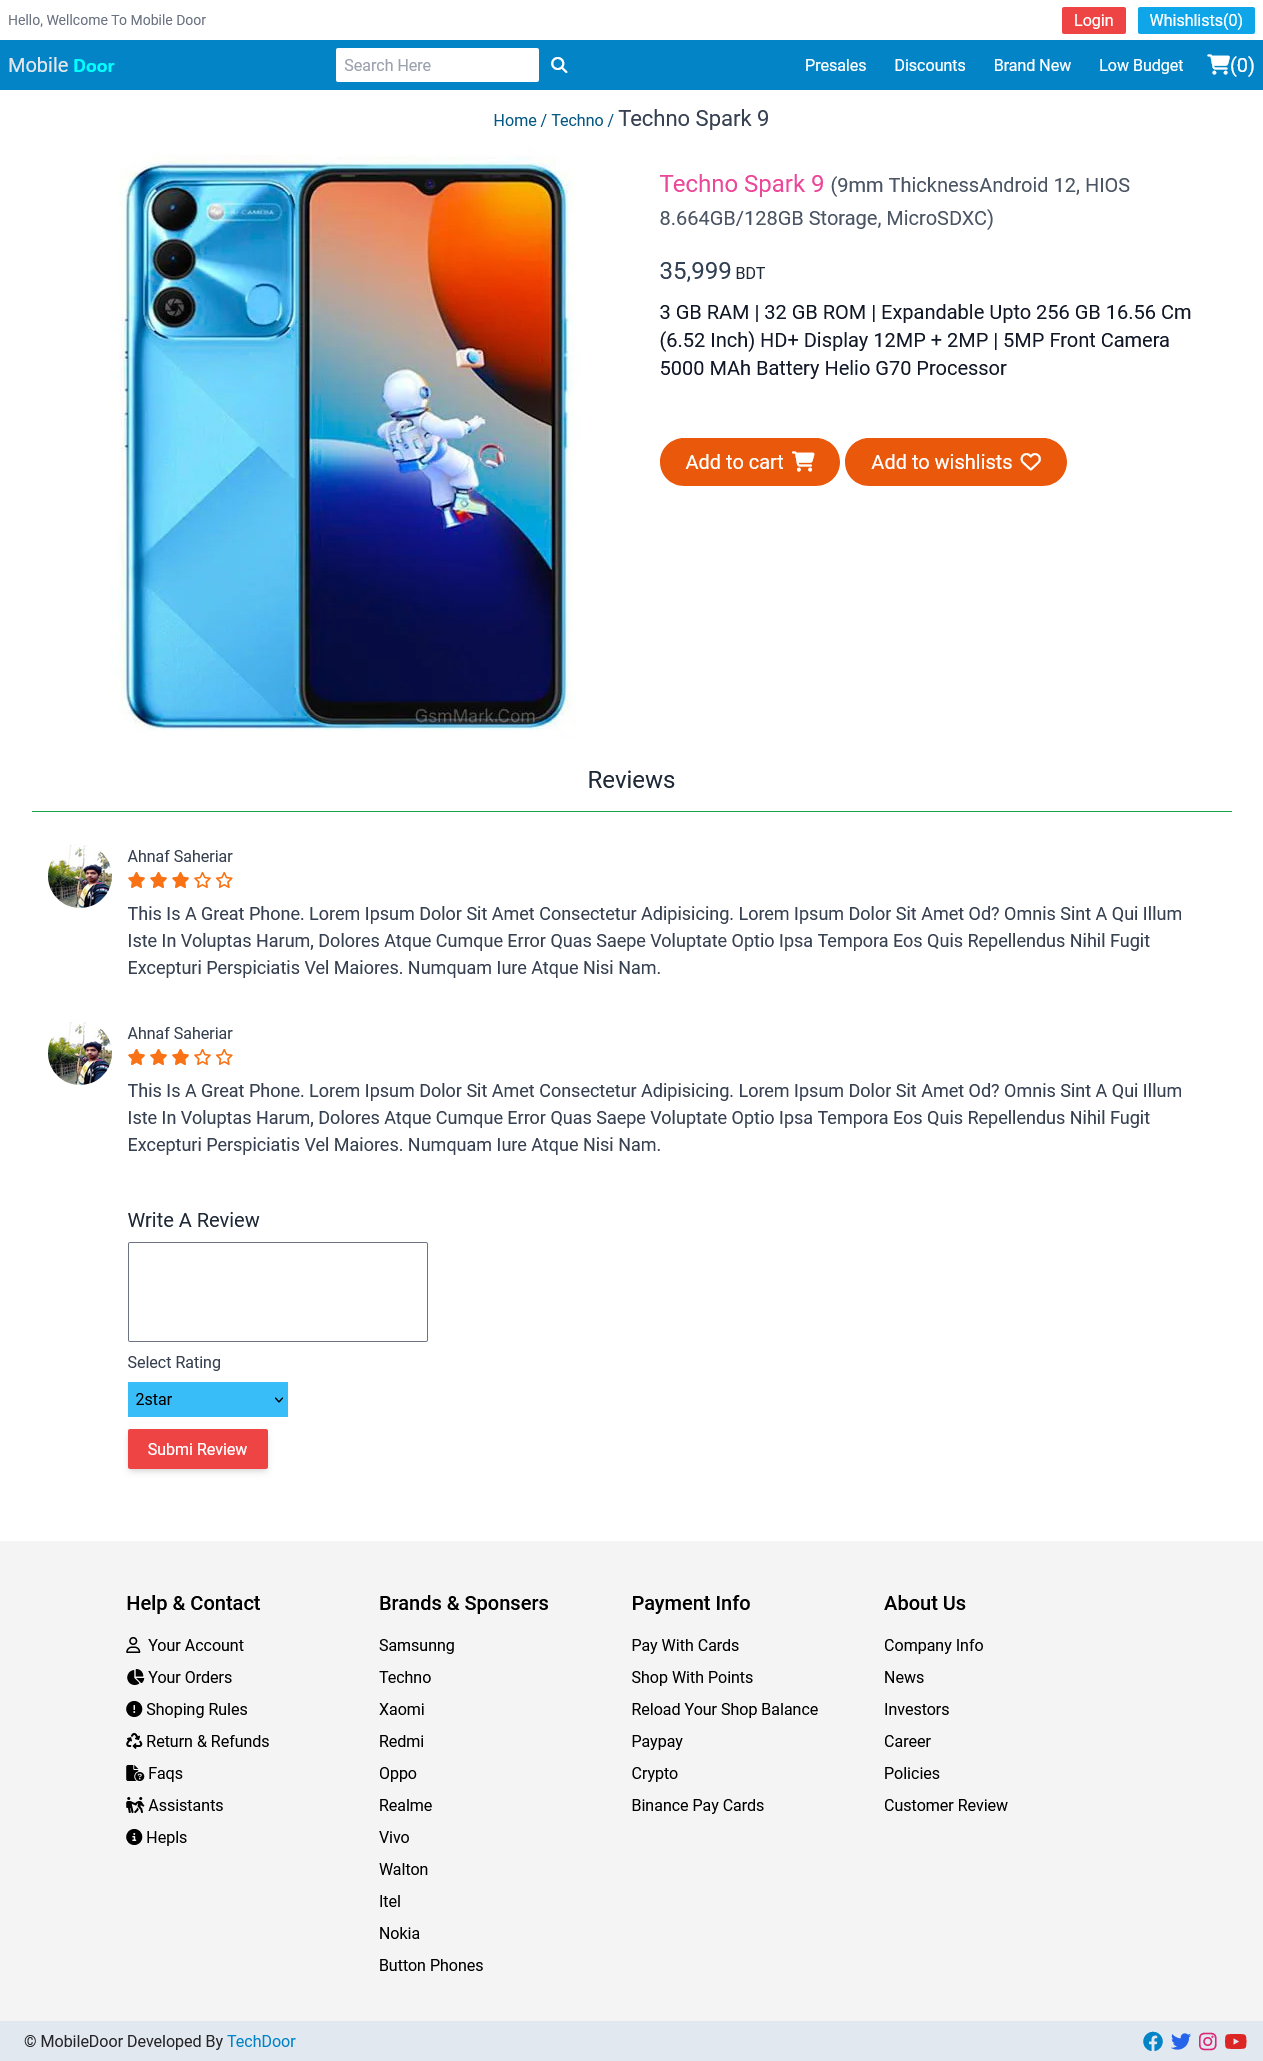 Hello, Wellcome To Mobile Door
Login
Whishlists(0)
Mobile Door
Search Here
Presales
Discounts
Brand New
Low Budget
(0)
Home / Techno / Techno Spark 9
AI CAMERA
GsmMark.Com
Techno Spark 9 (9mm ThicknessAndroid 12, HIOS
8.664GB/128GB Storage, MicroSDXC)
35,999 BDT
3 GB RAM | 32 GB ROM | Expandable Upto 256 GB 16.56 Cm
(6.52 Inch) HD+ Display 12MP + 2MP | 5MP Front Camera
5000 MAh Battery Helio G70 Processor
Add to cart
Add to wishlists
Reviews
Ahnaf Saheriar
This Is A Great Phone. Lorem Ipsum Dolor Sit Amet Consectetur Adipisicing. Lorem Ipsum Dolor Sit Amet Od? Omnis Sint A Qui Illum
Iste In Voluptas Harum, Dolores Atque Cumque Error Quas Saepe Voluptate Optio Ipsa Tempora Eos Quis Repellendus Nihil Fugit
Excepturi Perspiciatis Vel Maiores. Numquam Iure Atque Nisi Nam.
Ahnaf Saheriar
This Is A Great Phone. Lorem Ipsum Dolor Sit Amet Consectetur Adipisicing. Lorem Ipsum Dolor Sit Amet Od? Omnis Sint A Qui Illum
Iste In Voluptas Harum, Dolores Atque Cumque Error Quas Saepe Voluptate Optio Ipsa Tempora Eos Quis Repellendus Nihil Fugit
Excepturi Perspiciatis Vel Maiores. Numquam Iure Atque Nisi Nam.
Write A Review
Select Rating
2star
Submi Review
Help & Contact
Your Account
Your Orders
Shoping Rules
Return & Refunds
Faqs
Assistants
Hepls
Brands & Sponsers
Samsunng
Techno
Xaomi
Redmi
Oppo
Realme
Vivo
Walton
Itel
Nokia
Button Phones
Payment Info
Pay With Cards
Shop With Points
Reload Your Shop Balance
Paypay
Crypto
Binance Pay Cards
About Us
Company Info
News
Investors
Career
Policies
Customer Review
© MobileDoor Developed By TechDoor